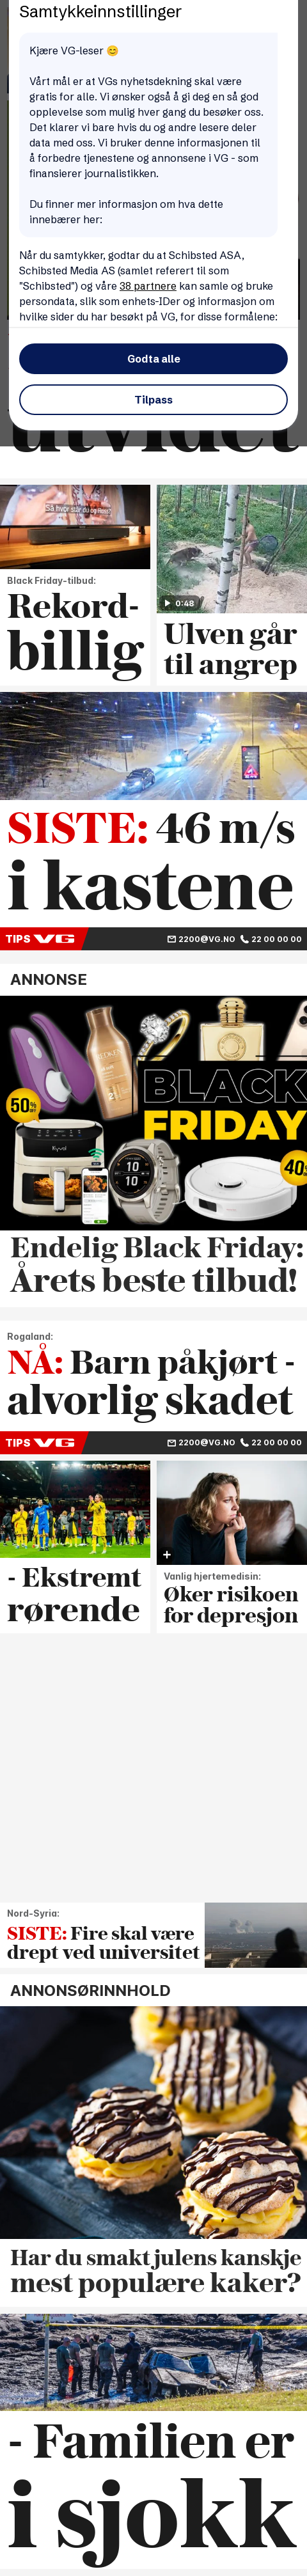 Samtykkeinnstillinger
Kjære VG-leser 😊
Vårt mål er at VGs nyhetsdekning skal være
gratis for alle. Vi ønsker også å gi deg en så god
opplevelse som mulig hver gang du besøker oss.
Det klarer vi bare hvis du og andre lesere deler
data med oss. Vi bruker denne informasjonen til
å forbedre tjenestene og annonsene i VG - som
finansierer journalistikken.
Du finner mer informasjon om hva dette
innebærer her:
Når du samtykker, godtar du at Schibsted ASA,
Schibsted Media AS (samlet referert til som
"Schibsted") og våre 38 partnere kan samle og bruke
persondata, slik som enhets-IDer og informasjon om
hvilke sider du har besøkt på VG, for disse formålene:
Godta alle
Tilpass
utvidet
Så hvor står du og Høie?
Black Friday-tilbud:
Rekord-
billig
0:48
Ulven går
til angrep
SISTE: 46 m/s
i kastene
TIPS VG 2200@VG.NO 22 00 00 00
ANNONSE
BLACK
FRIDAY
50%
40%
Endelig Black Friday:
Årets beste tilbud!
Rogaland:
NÅ: Barn påkjørt -
alvorlig skadet
TIPS VG 2200@VG.NO 22 00 00 00
- Ekstremt
rørende
Vanlig hjertemedisin:
Øker risikoen
for depresjon
Nord-Syria:
SISTE: Fire skal være
drept ved universitet
ANNONSØRINNHOLD
Har du smakt julens kanskje
mest populære kaker?
- Familien er
i sjokk